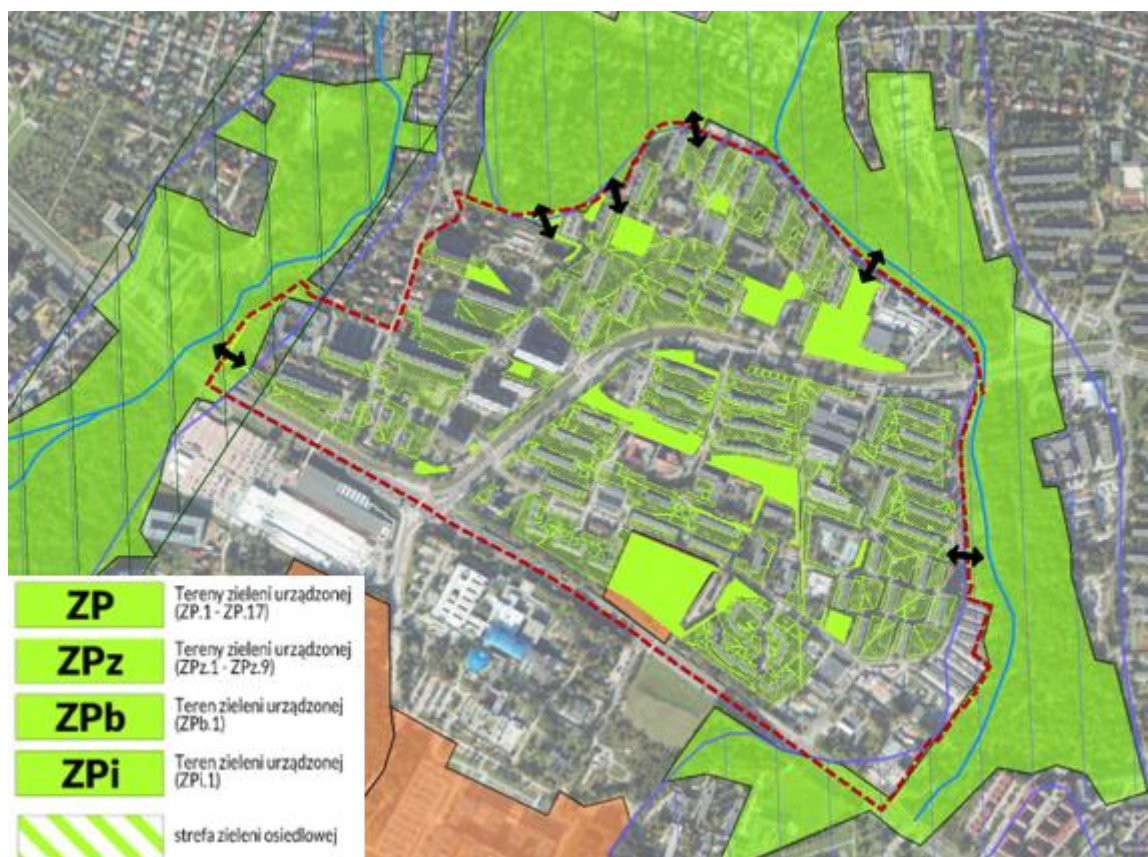 ZP
Tereny zieleni urządzonej
(ZP.1 - ZP.17)
ZPz
Tereny zieleni urządzonej
(ZPz.1 - ZPz.9)
ZPb
Teren zieleni urządzonej
(ZPb.1)
ZPi
Teren zieleni urządzonej
(ZPi.1)
strefa zieleni osiedlowej